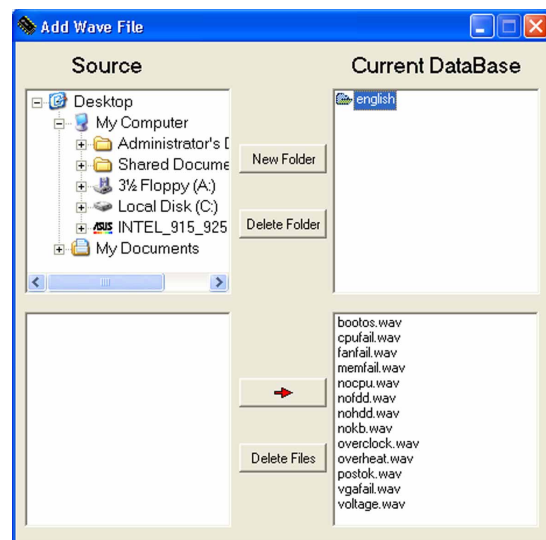 Add Wave File
Source
Current DataBase
Desktop
My Computer
Administrator's D
Shared Docume
3½ Floppy (A:)
Local Disk (C:)
ASUS INTEL_915_925
My Documents
New Folder
Delete Folder
english
Delete Files
bootos.wav
cpufail.wav
fanfail.wav
memfail.wav
nocpu.wav
nofdd.wav
nohdd.wav
nokb.wav
overclock.wav
overheat.wav
postok.wav
vgafail.wav
voltage.wav